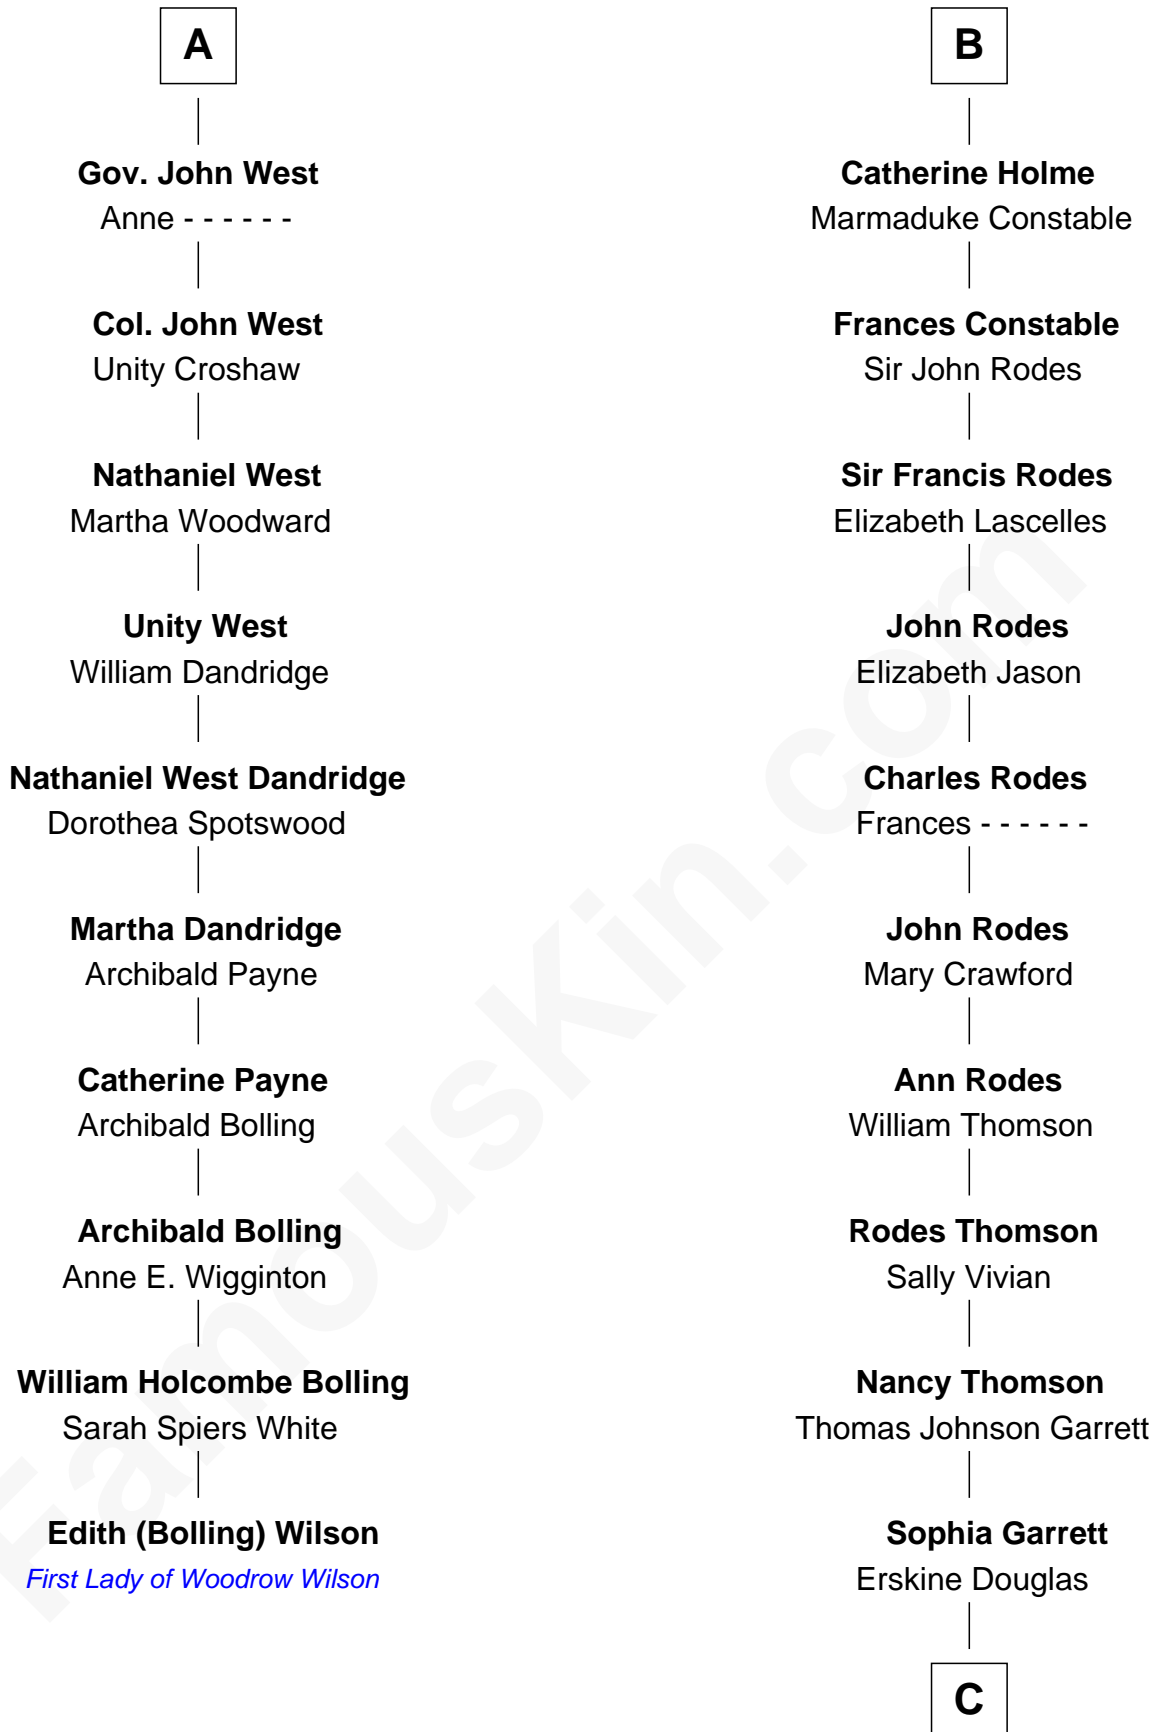 A
Gov. John West
Anne - - - - - -
Col. John West
Unity Croshaw
Nathaniel West
Martha Woodward
Unity West
William Dandridge
Nathaniel West Dandridge
Dorothea Spotswood
Martha Dandridge
Archibald Payne
Catherine Payne
Archibald Bolling
Archibald Bolling
Anne E. Wigginton
William Holcombe Bolling
Sarah Spiers White
Edith (Bolling) Wilson
First Lady of Woodrow Wilson
B
Catherine Holme
Marmaduke Constable
Frances Constable
Sir John Rodes
Sir Francis Rodes
Elizabeth Lascelles
John Rodes
Elizabeth Jason
Charles Rodes
Frances - - - - - -
John Rodes
Mary Crawford
Ann Rodes
William Thomson
Rodes Thomson
Sally Vivian
Nancy Thomson
Thomas Johnson Garrett
Sophia Garrett
Erskine Douglas
C
FamousKin.com